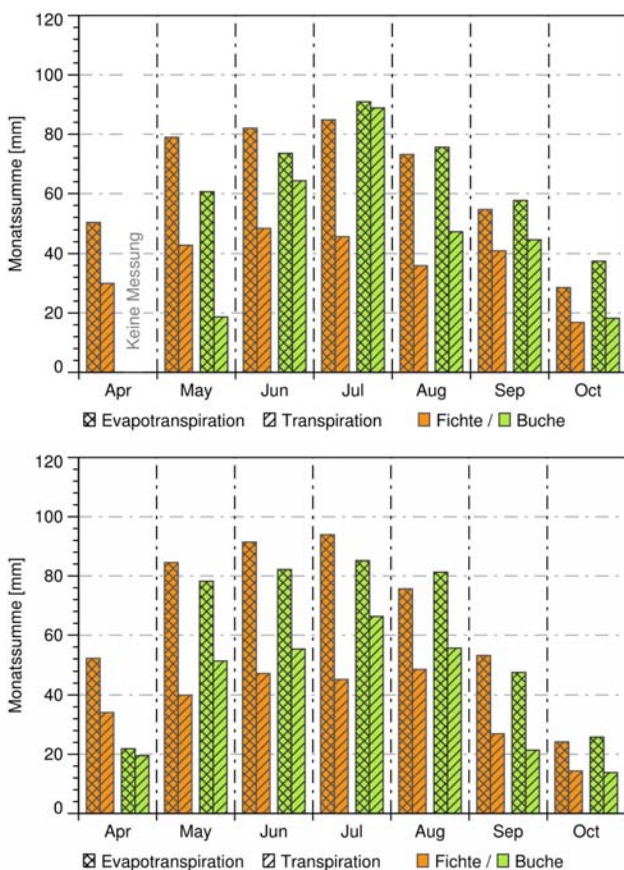 120
100
80
60
40
20
0
Monatssumme [mm]
Keine Messung
Apr May Jun Jul Aug Sep Oct
Evapotranspiration Transpiration Fichte / Buche
120
100
80
60
40
20
0
Monatssumme [mm]
Apr May Jun Jul Aug Sep Oct
Evapotranspiration Transpiration Fichte / Buche